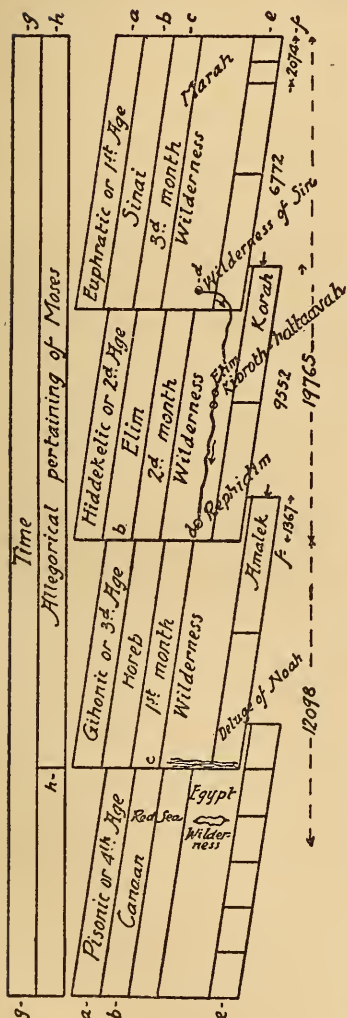 -g- Time -g
-h
h- Allegorical pertaining of Moses
a- Pisonic or 4th Age Gihonic or 3d Age Hiddekelic or 2d Age Euphratic or 1st Age -a
b- Canaan Horeb b Elim Sinai -b
c 1st month 2d month 3rd month -c
Red Sea Wilderness Wilderness Wilderness Marah
Egypt
Wilder-
ness
d Rephidim Elim d Wilderness of Sin
Kibroth-hattaavah
e- Deluge of Noah Amalek Korah -e
f- 1367 9552 6772 2074 -f
12098 19765